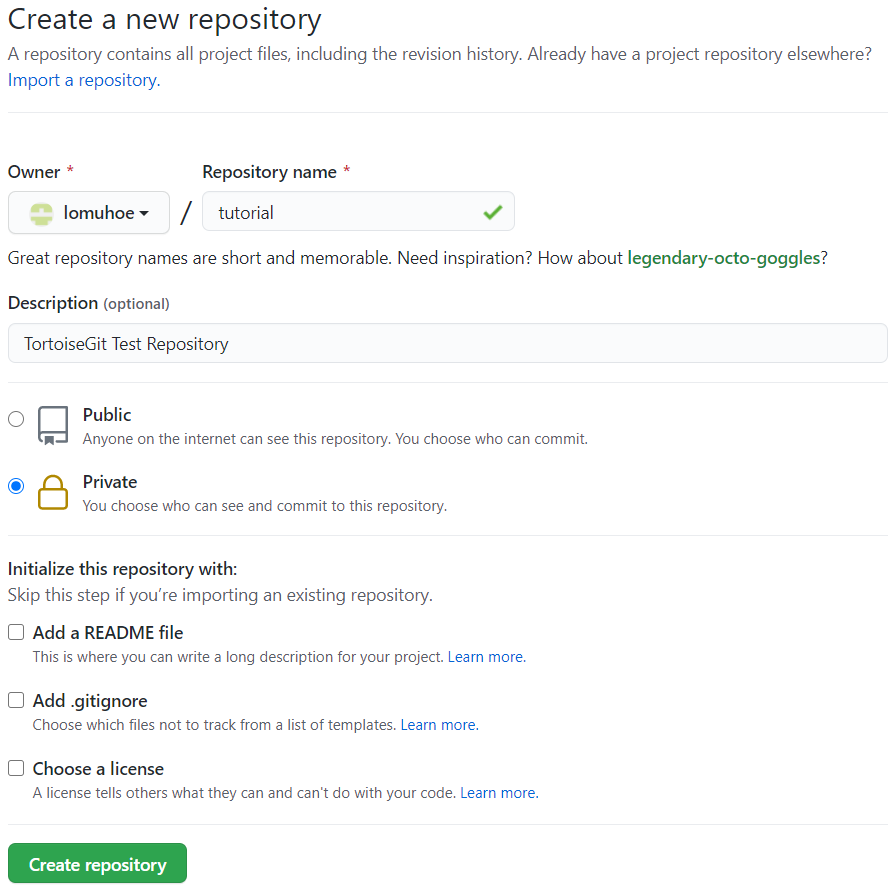 Create a new repository
A repository contains all project files, including the revision history. Already have a project repository elsewhere?
Import a repository.
Owner * Repository name *
lomuhoe / tutorial
Great repository names are short and memorable. Need inspiration? How about legendary-octo-goggles?
Description (optional)
TortoiseGit Test Repository
Public
Anyone on the internet can see this repository. You choose who can commit.
Private
You choose who can see and commit to this repository.
Initialize this repository with:
Skip this step if you’re importing an existing repository.
Add a README file
This is where you can write a long description for your project. Learn more.
Add .gitignore
Choose which files not to track from a list of templates. Learn more.
Choose a license
A license tells others what they can and can't do with your code. Learn more.
Create repository